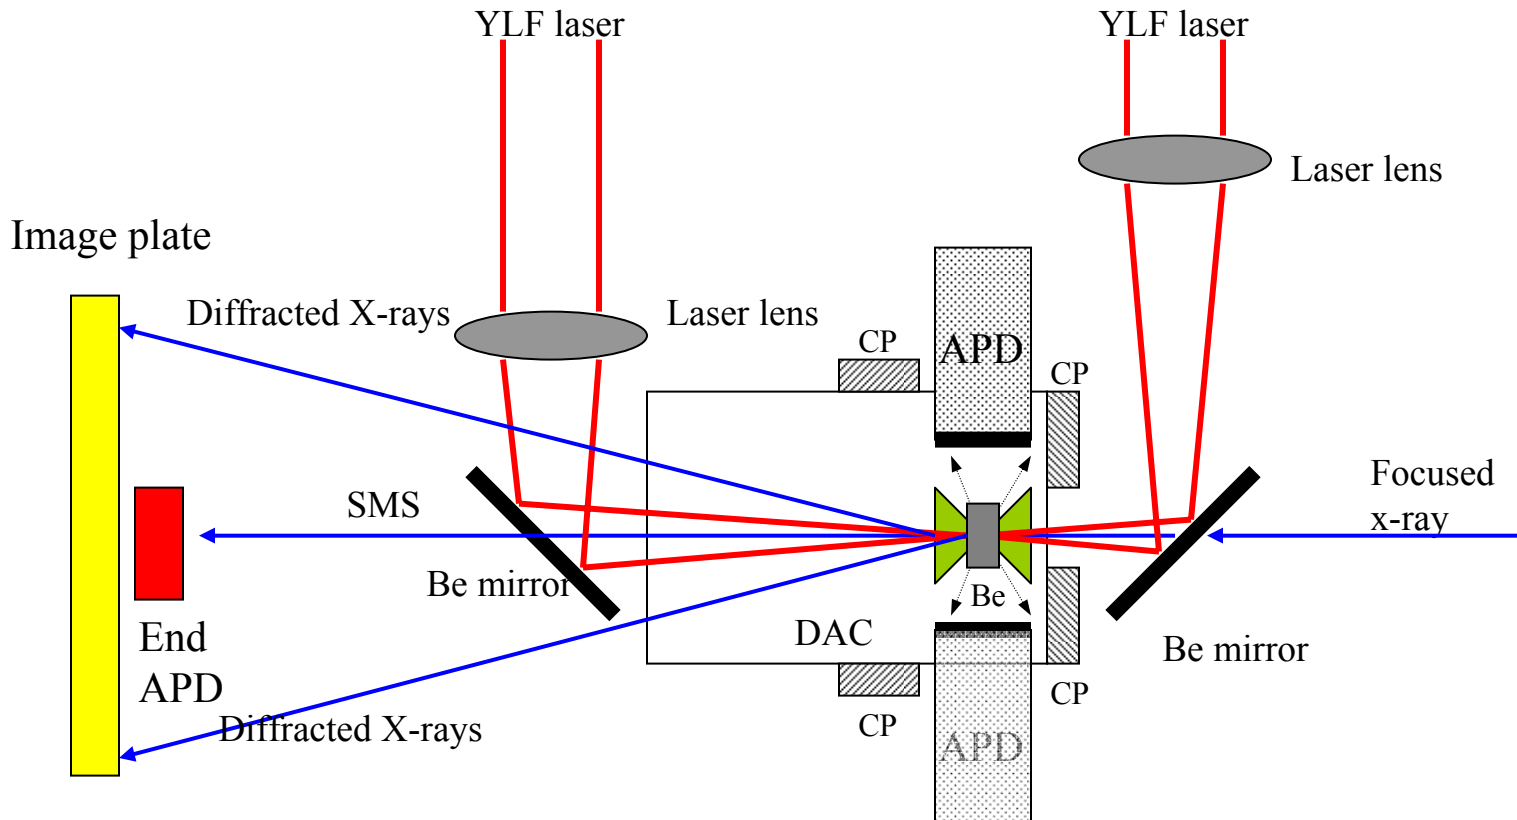 YLF laser
YLF laser
Laser lens
Image plate
Diffracted X-rays
Laser lens
CP
APD
CP
Focused
x-ray
SMS
Be mirror
Be
End
APD
DAC
Be mirror
CP
CP
Diffracted X-rays
APD